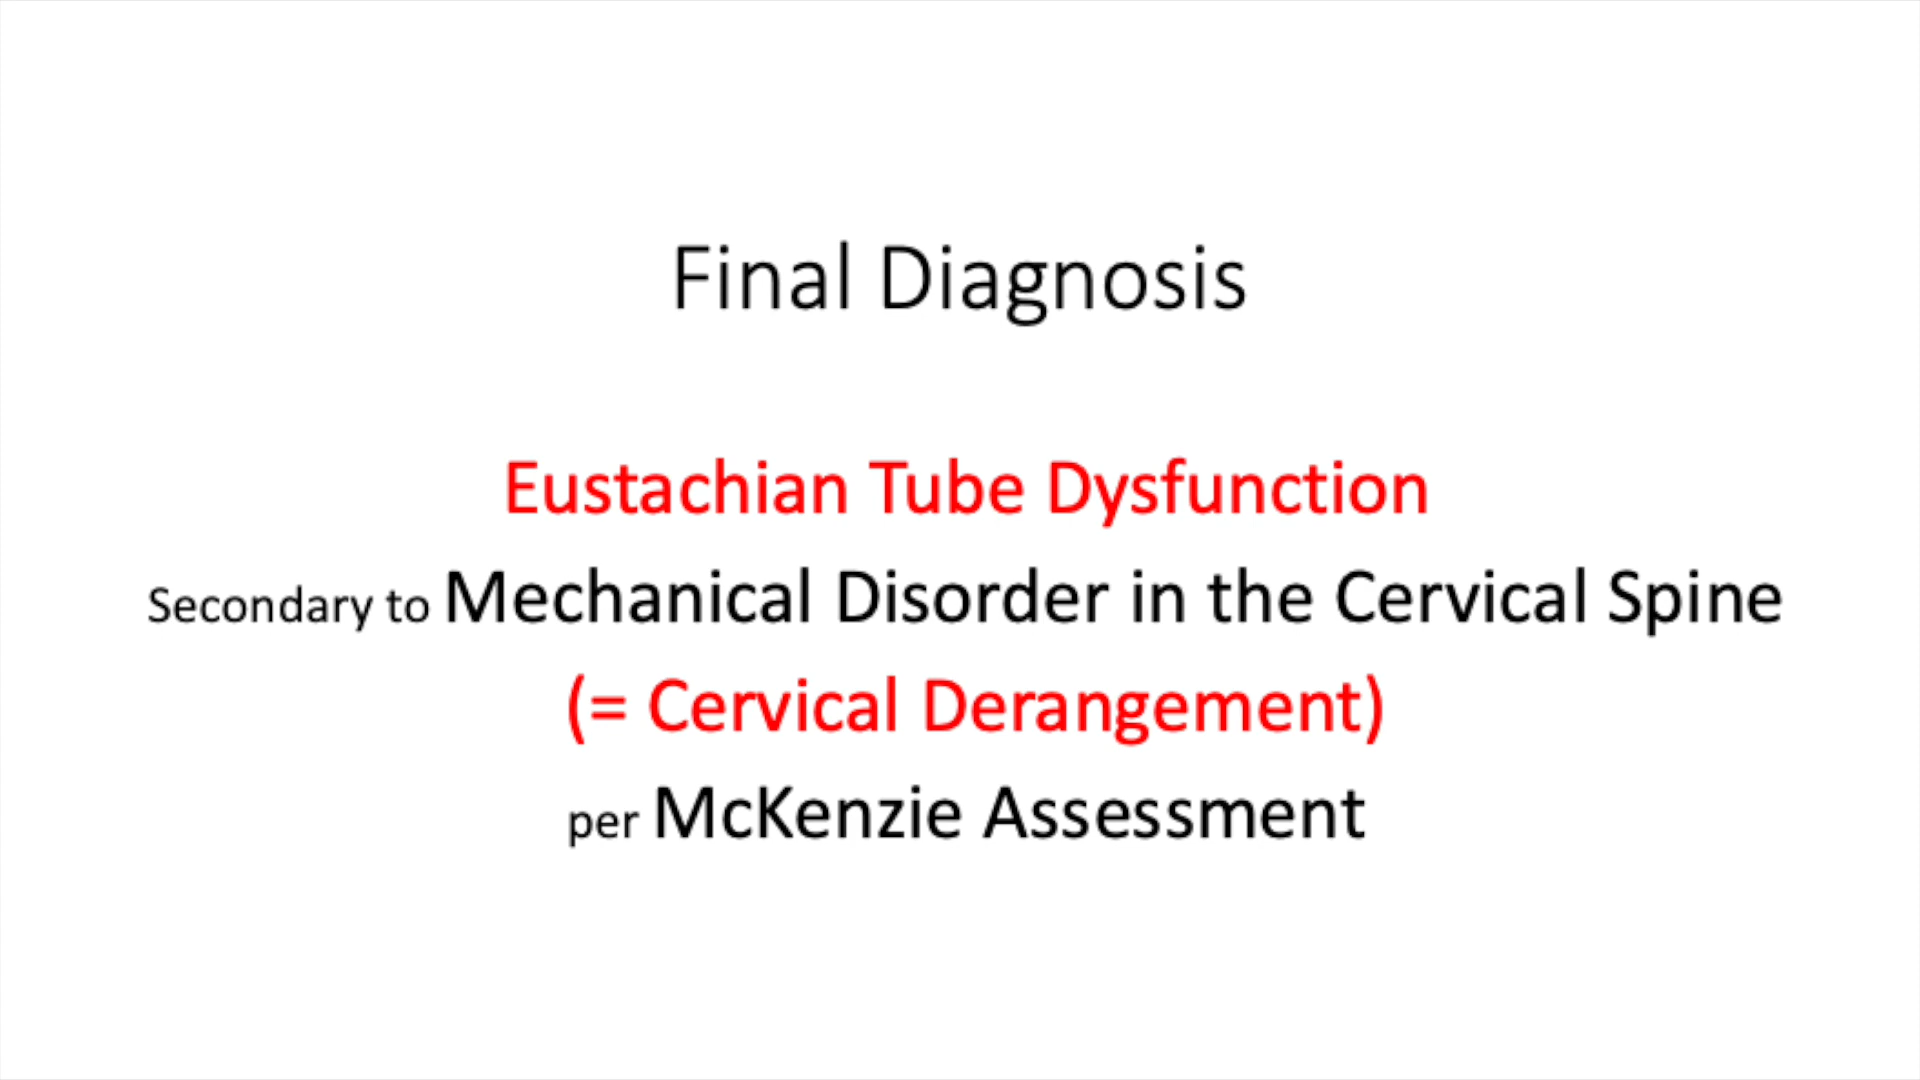 Final Diagnosis
Eustachian Tube Dysfunction
Secondary to Mechanical Disorder in the Cervical Spine
(= Cervical Derangement)
per McKenzie Assessment